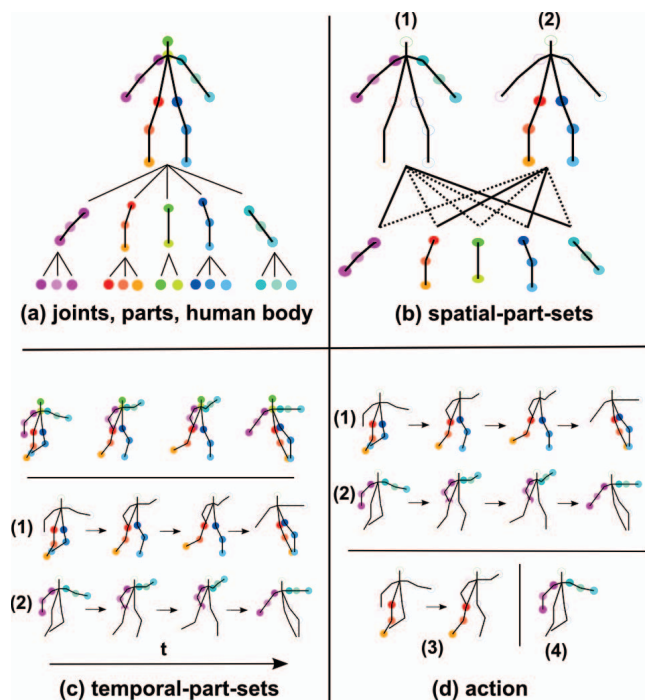 (1) (2)
(a) joints, parts, human body
(b) spatial-part-sets
(1)
(2)
t
(c) temporal-part-sets
(1)
(2)
(3) (4)
(d) action